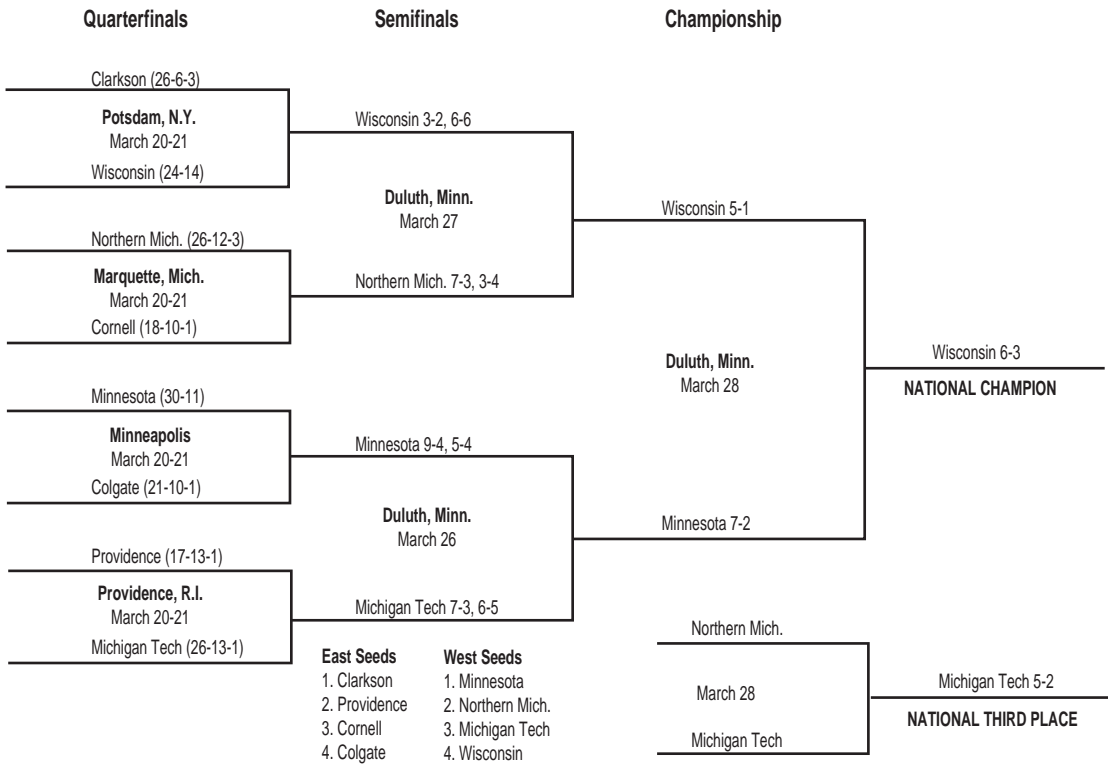 Quarterfinals
Semifinals
Championship
Clarkson (26-6-3)
Potsdam, N.Y.
March 20-21
Wisconsin (24-14)
Northern Mich. (26-12-3)
Marquette, Mich.
March 20-21
Cornell (18-10-1)
Minnesota (30-11)
Minneapolis
March 20-21
Colgate (21-10-1)
Providence (17-13-1)
Providence, R.I.
March 20-21
Michigan Tech (26-13-1)
Wisconsin 3-2, 6-6
Duluth, Minn.
March 27
Northern Mich. 7-3, 3-4
Minnesota 9-4, 5-4
Duluth, Minn.
March 26
Michigan Tech 7-3, 6-5
Wisconsin 5-1
Duluth, Minn.
March 28
Minnesota 7-2
Wisconsin 6-3
NATIONAL CHAMPION
East Seeds
1. Clarkson
2. Providence
3. Cornell
4. Colgate
West Seeds
1. Minnesota
2. Northern Mich.
3. Michigan Tech
4. Wisconsin
Northern Mich.
March 28
Michigan Tech
Michigan Tech 5-2
NATIONAL THIRD PLACE